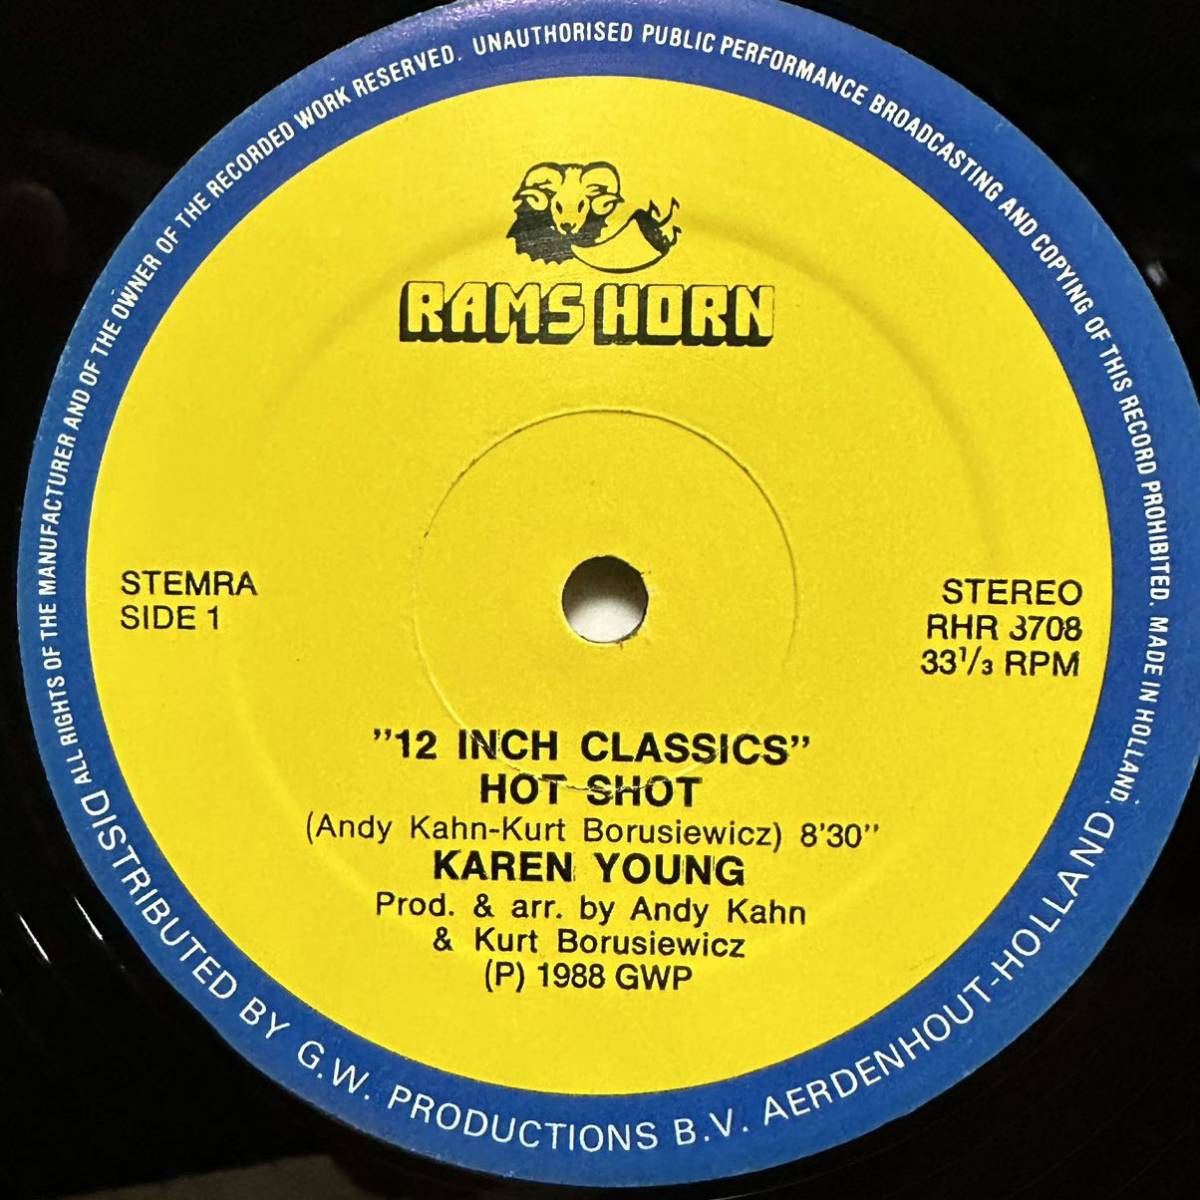 ALL RIGHTS OF THE MANUFACTURER AND OF THE OWNER OF THE RECORDED WORK RESERVED. UNAUTHORISED PUBLIC PERFORMANCE BROADCASTING AND COPYING OF THIS RECORD PROHIBITED. MADE IN HOLLAND.
RAMS HORN
STEMRA
SIDE 1
STEREO
RHR 3708
33 1/3 RPM
"12 INCH CLASSICS"
HOT SHOT
(Andy Kahn-Kurt Borusiewicz) 8'30"
KAREN YOUNG
Prod. & arr. by Andy Kahn
& Kurt Borusiewicz
(P) 1988 GWP
DISTRIBUTED BY G.W. PRODUCTIONS B.V. AERDENHOUT-HOLLAND